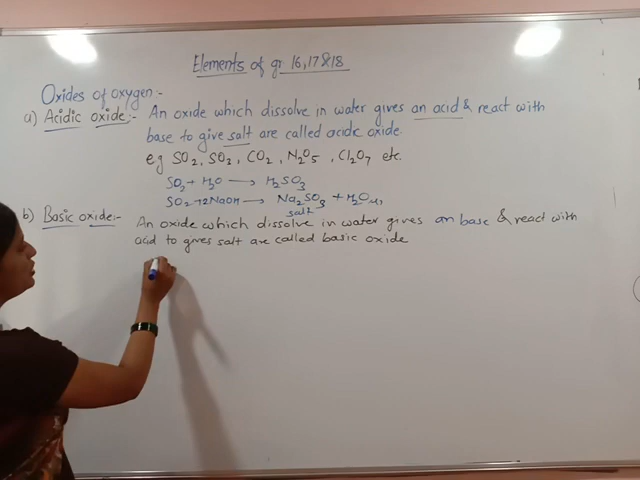 Elements of gr 16,17&18
Oxides of oxygen:-
a) Acidic oxide:- An oxide which dissolve in water gives an acid & react with
base to give salt are called acidic oxide.
eg SO2, SO3, CO2, N2O5, Cl2O7 etc.
SO2 + H2O → H2SO3
SO2+2NaOH → Na2SO3 + H2O(l)
salt
b) Basic oxide:- An oxide which dissolve in water gives an base & react with
acid to gives salt are called basic oxide